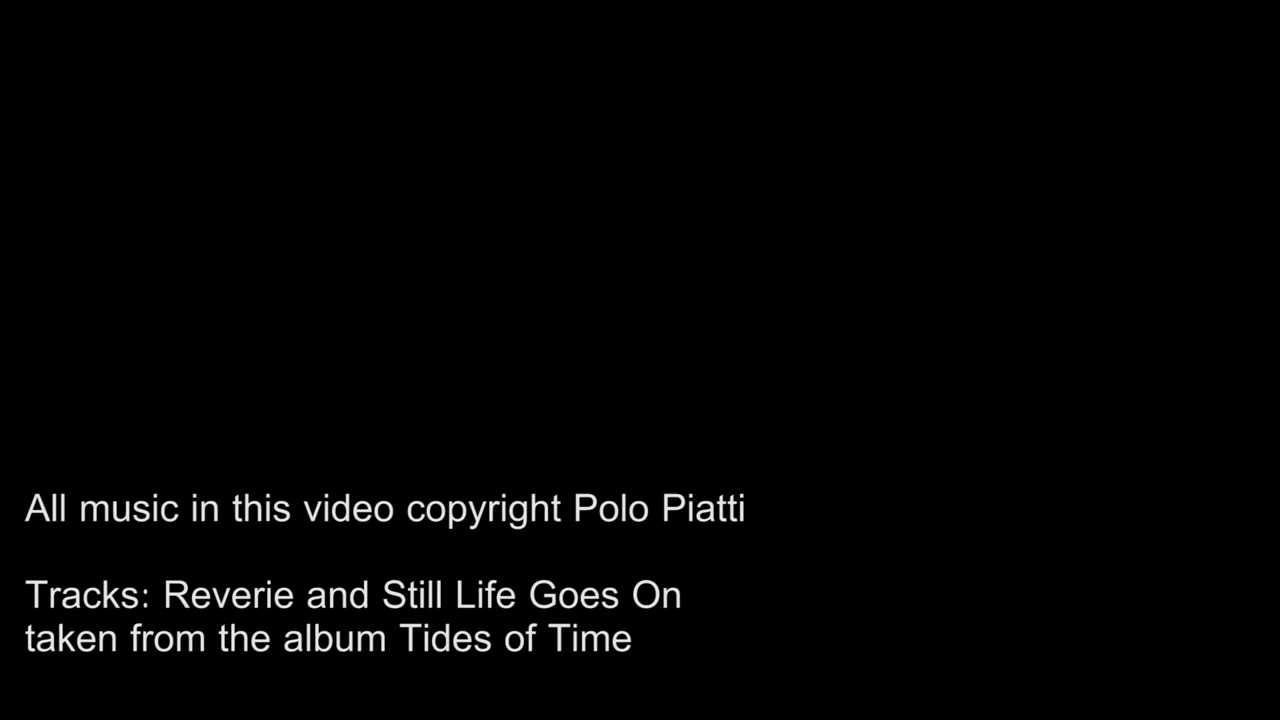 All music in this video copyright Polo Piatti
Tracks: Reverie and Still Life Goes On
taken from the album Tides of Time